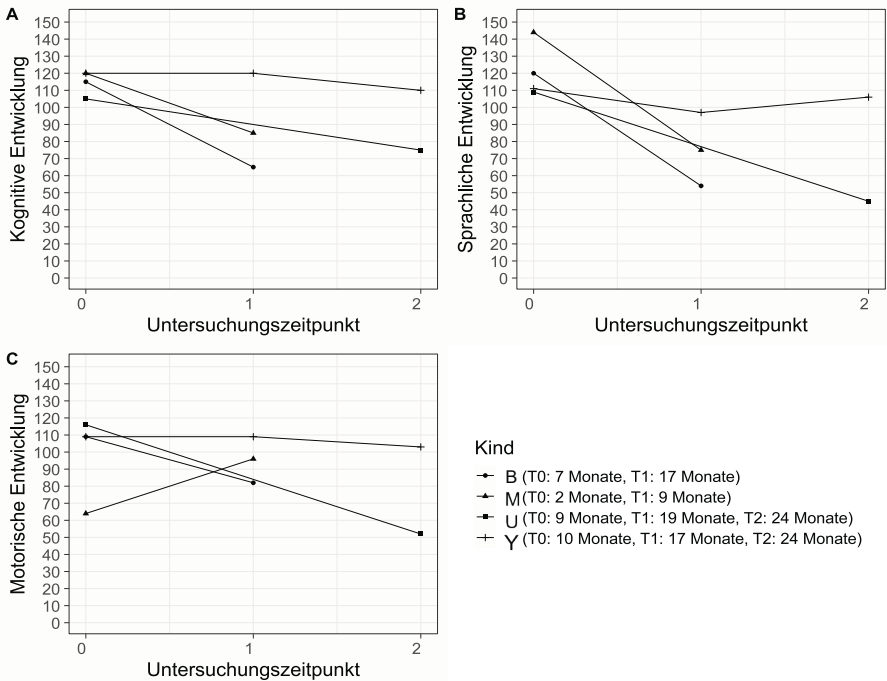 A
Kognitive Entwicklung
150
140
130
120
110
100
90
80
70
60
50
40
30
20
10
0
0 1 2
Untersuchungszeitpunkt
B
Sprachliche Entwicklung
150
140
130
120
110
100
90
80
70
60
50
40
30
20
10
0
0 1 2
Untersuchungszeitpunkt
C
Motorische Entwicklung
150
140
130
120
110
100
90
80
70
60
50
40
30
20
10
0
0 1 2
Untersuchungszeitpunkt
Kind
B (T0: 7 Monate, T1: 17 Monate)
M (T0: 2 Monate, T1: 9 Monate)
U (T0: 9 Monate, T1: 19 Monate, T2: 24 Monate)
Y (T0: 10 Monate, T1: 17 Monate, T2: 24 Monate)